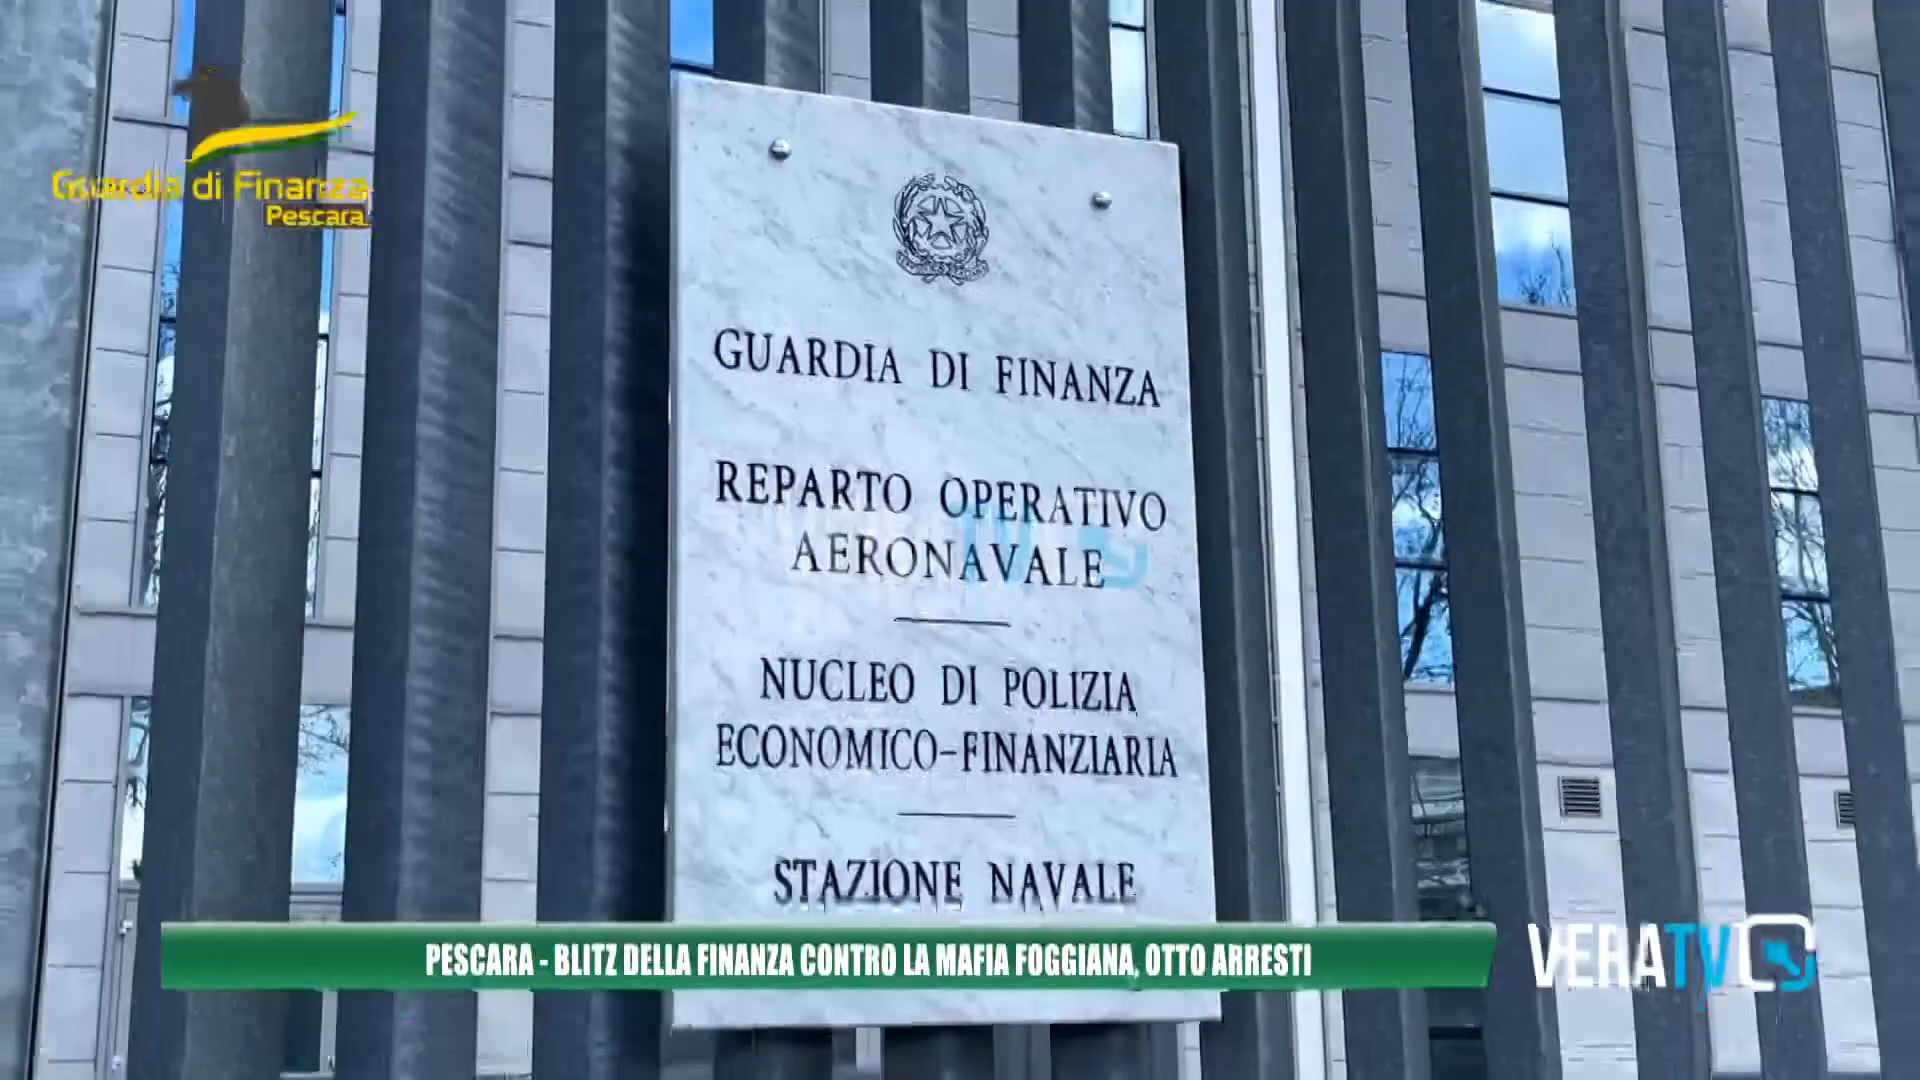 Guardia di Finanza
Pescara
GUARDIA DI FINANZA
REPARTO OPERATIVO
AERONAVALE
NUCLEO DI POLIZIA
ECONOMICO-FINANZIARIA
STAZIONE NAVALE
PESCARA - BLITZ DELLA FINANZA CONTRO LA MAFIA FOGGIANA, OTTO ARRESTI
VERATV